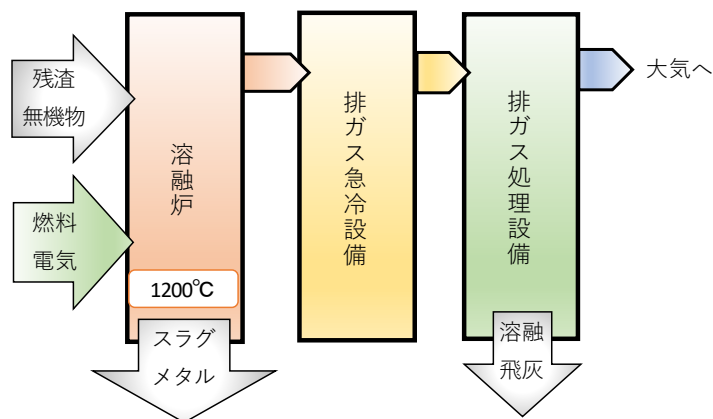 残渣
無機物
燃料
電気
溶融炉
1200℃
スラグ
メタル
排ガス急冷設備
排ガス処理設備
溶融
飛灰
大気へ